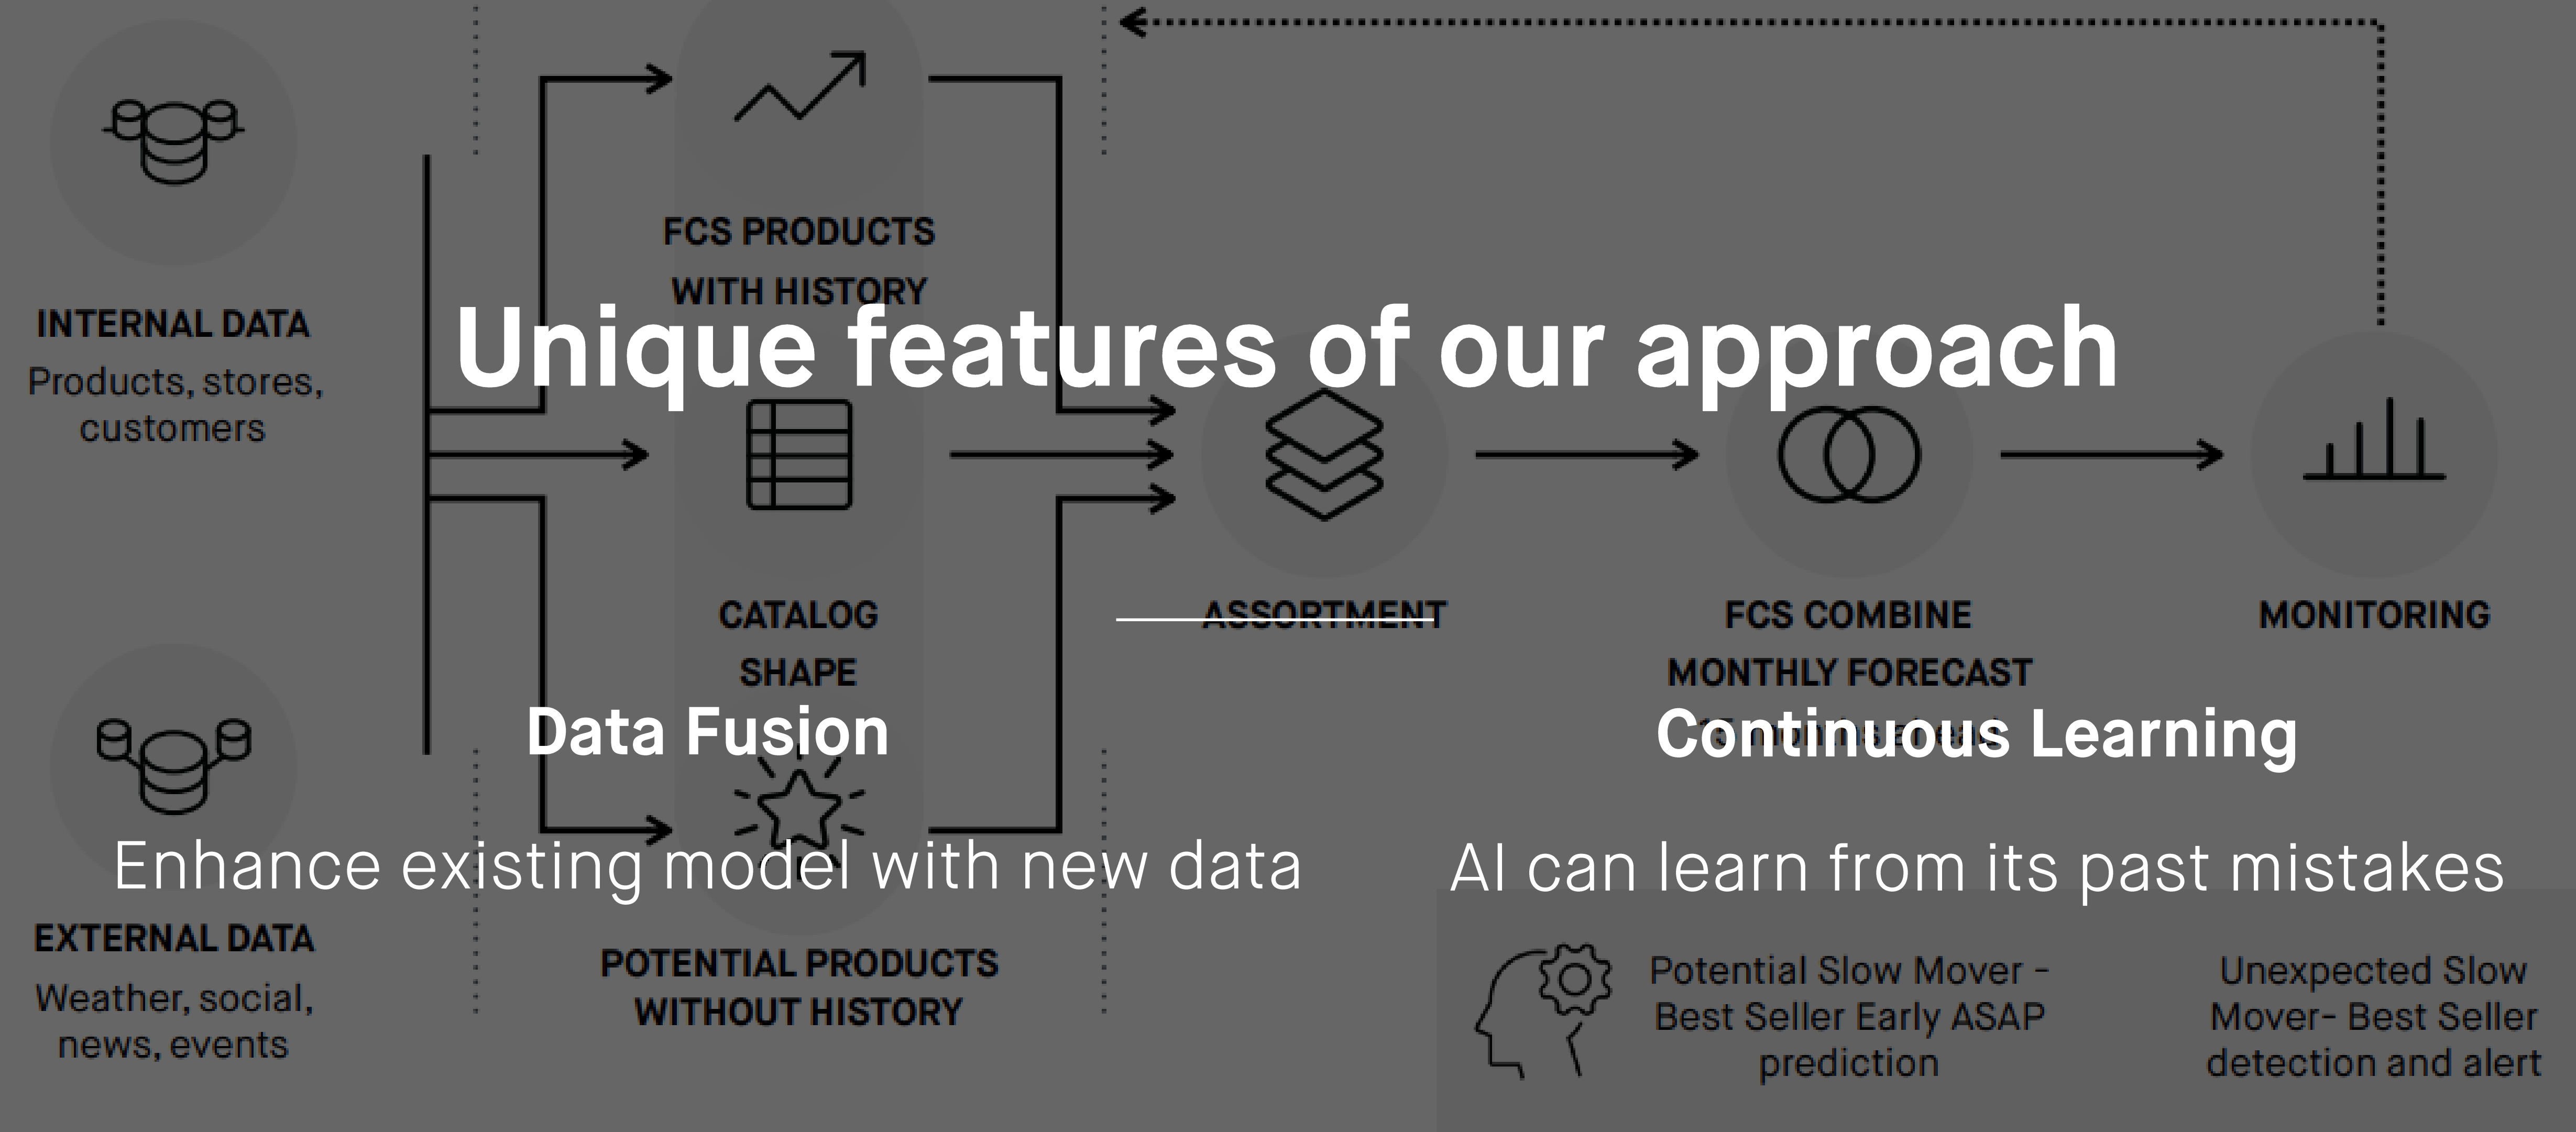 FCS PRODUCTS
WITH HISTORY
INTERNAL DATA
Products, stores,
customers
Unique features of our approach
CATALOG
SHAPE
ASSORTMENT
FCS COMBINE
MONTHLY FORECAST
MONITORING
Data Fusion
Continuous Learning
Enhance existing model with new data
AI can learn from its past mistakes
EXTERNAL DATA
Weather, social,
news, events
POTENTIAL PRODUCTS
WITHOUT HISTORY
Potential Slow Mover -
Best Seller Early ASAP
prediction
Unexpected Slow
Mover- Best Seller
detection and alert